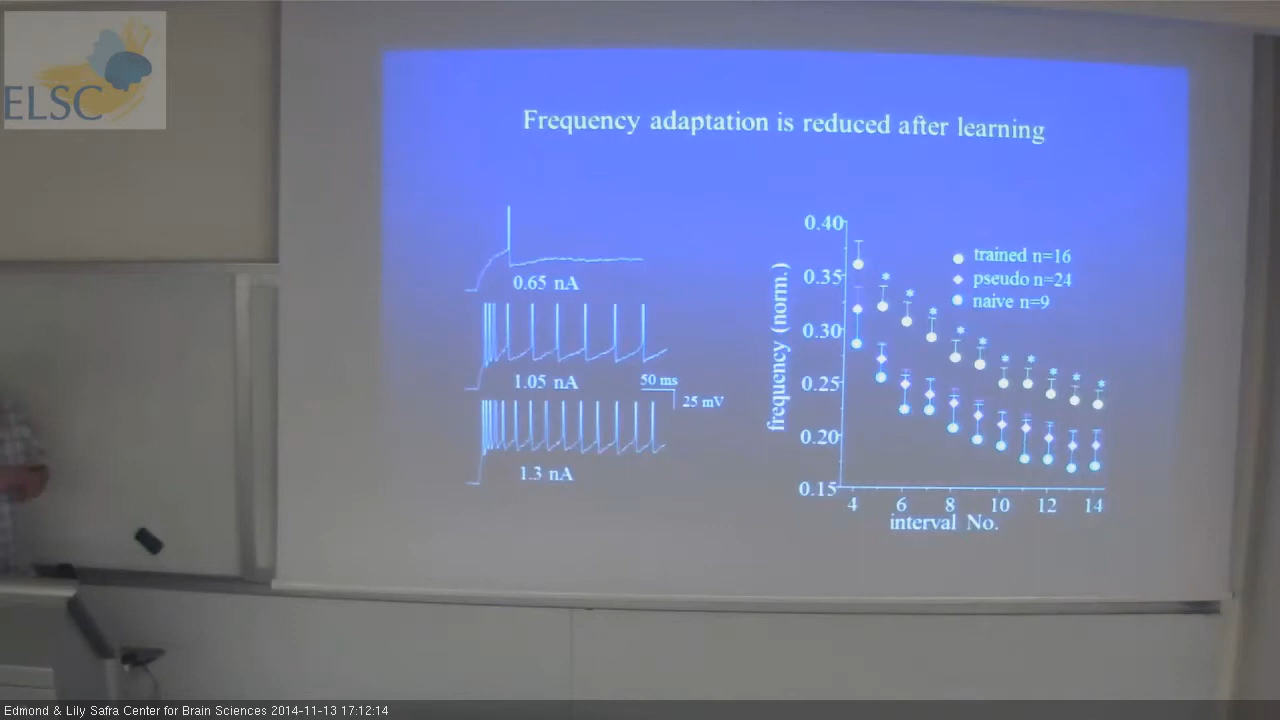 ELSC
Frequency adaptation is reduced after learning
0.65 nA
1.05 nA
50 ms
25 mV
1.3 nA
frequency (norm.)
0.40
0.35
0.30
0.25
0.20
0.15
trained n=16
pseudo n=24
naive n=9
* * * * * * * * * *
4 6 8 10 12 14
interval No.
Edmond & Lily Safra Center for Brain Sciences 2014-11-13 17:12:14